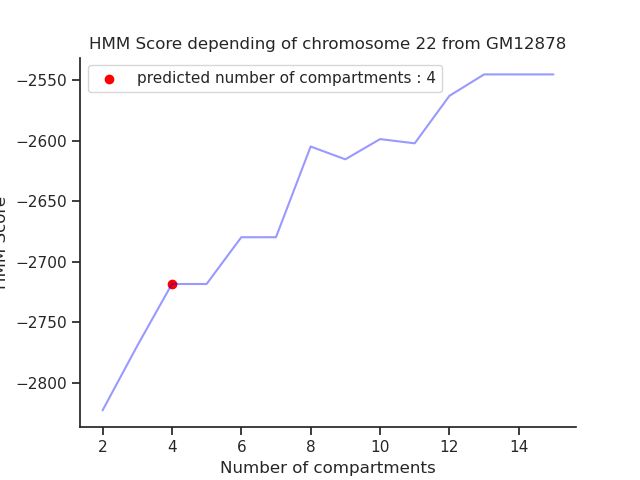 HMM Score depending of chromosome 22 from GM12878
predicted number of compartments : 4
−2550
−2600
−2650
−2700
−2750
−2800
HMM Score
2 4 6 8 10 12 14
Number of compartments